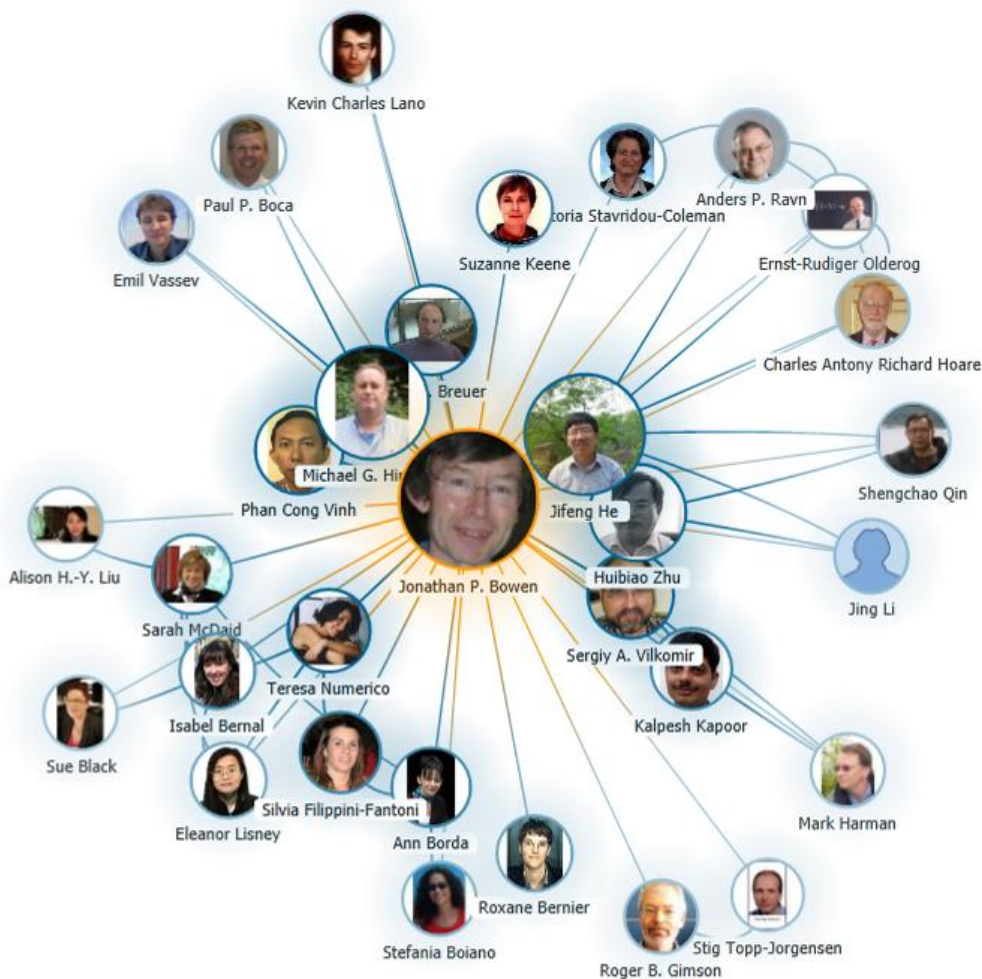 Kevin Charles Lano
Paul P. Boca
Anders P. Ravn
toria Stavridou-Coleman
Suzanne Keene
Ernst-Rudiger Olderog
Emil Vassev
Charles Antony Richard Hoare
Breuer
Michael G. Hin
Shengchao Qin
Phan Cong Vinh
Jifeng He
Alison H.-Y. Liu
Huibiao Zhu
Jonathan P. Bowen
Jing Li
Sarah McDaid
Sergiy A. Vilkomir
Teresa Numerico
Isabel Bernal
Kalpesh Kapoor
Sue Black
Silvia Filippini-Fantoni
Mark Harman
Eleanor Lisney
Ann Borda
Roxane Bernier
Stig Topp-Jorgensen
Stefania Boiano
Roger B. Gimson